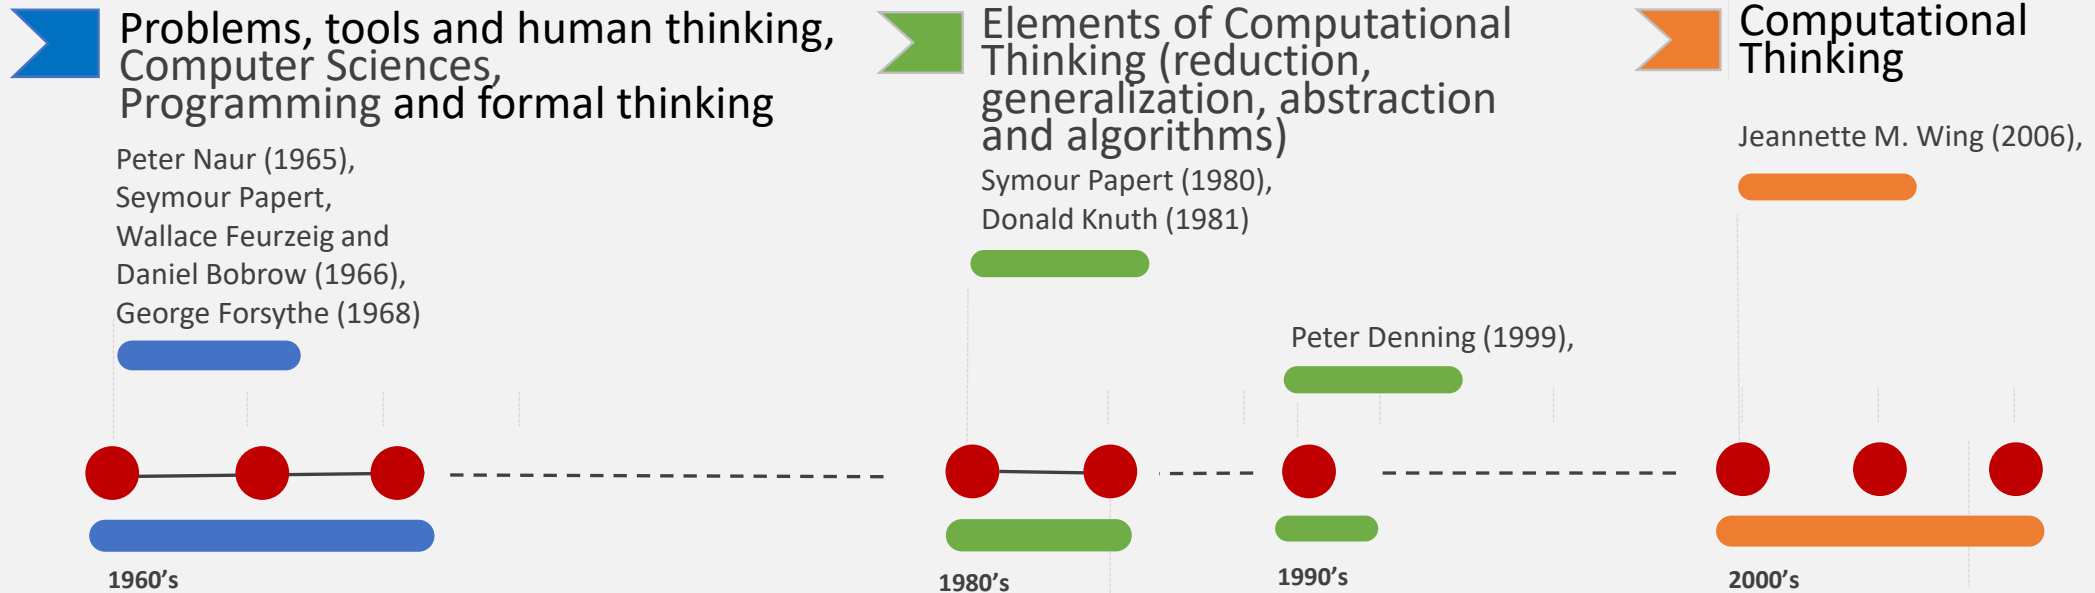 Problems, tools and human thinking,
Computer Sciences,
Programming and formal thinking
Peter Naur (1965),
Seymour Papert,
Wallace Feurzeig and
Daniel Bobrow (1966),
George Forsythe (1968)
Elements of Computational
Thinking (reduction,
generalization, abstraction
and algorithms)
Symour Papert (1980),
Donald Knuth (1981)
Peter Denning (1999),
Computational
Thinking
Jeannette M. Wing (2006),
1960’s
1980’s
1990’s
2000’s